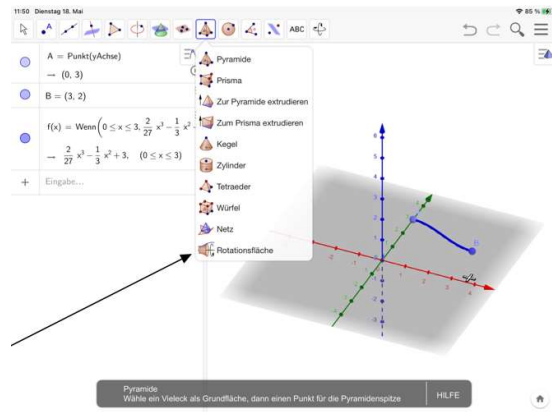 11:50 Dienstag 18. Mai
85 %
ABC
A = Punkt(yAchse)
→ (0, 3)
B = (3, 2)
f(x) = Wenn(0 ≤ x ≤ 3, 2/27 x³ − 1/3 x²
→ 2/27 x³ − 1/3 x² + 3, (0 ≤ x ≤ 3)
+ Eingabe...
Pyramide
Prisma
Zur Pyramide extrudieren
Zum Prisma extrudieren
Kegel
Zylinder
Tetraeder
Würfel
Netz
Rotationsfläche
B
Pyramide
Wähle ein Vieleck als Grundfläche, dann einen Punkt für die Pyramidenspitze
HILFE